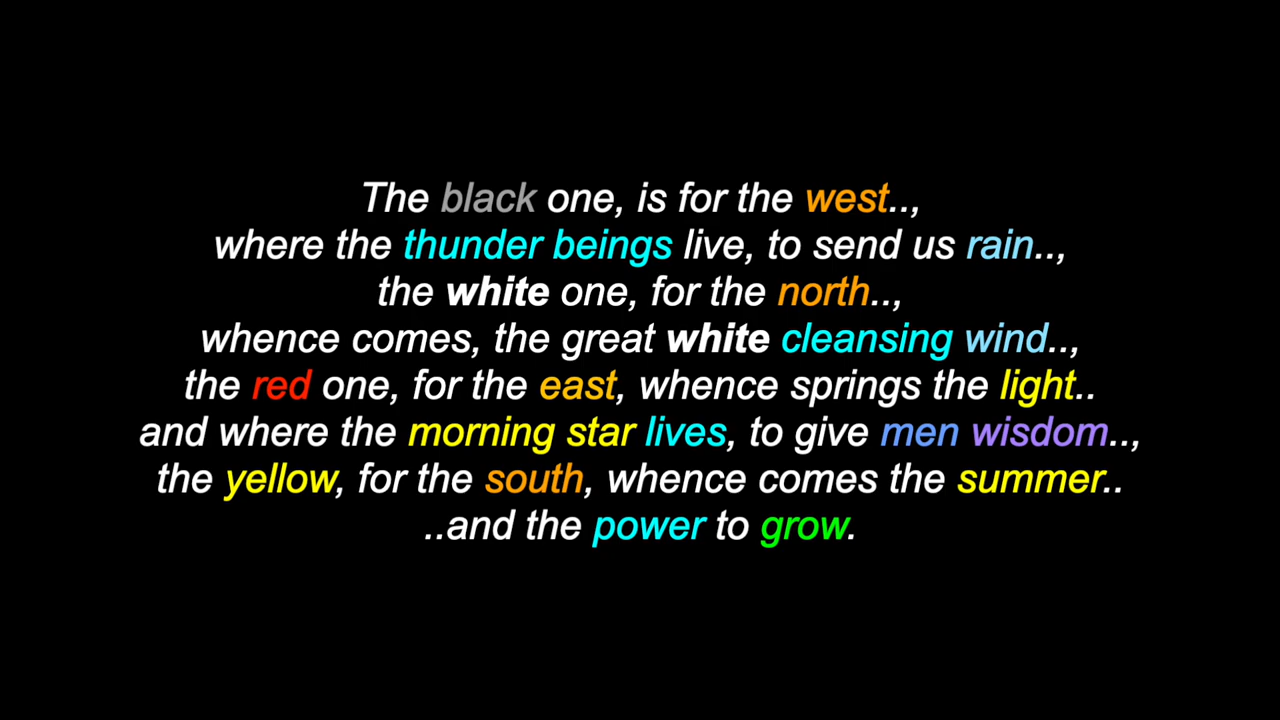 The black one, is for the west..,
where the thunder beings live, to send us rain..,
the white one, for the north..,
whence comes, the great white cleansing wind..,
the red one, for the east, whence springs the light..
and where the morning star lives, to give men wisdom..,
the yellow, for the south, whence comes the summer..
..and the power to grow.